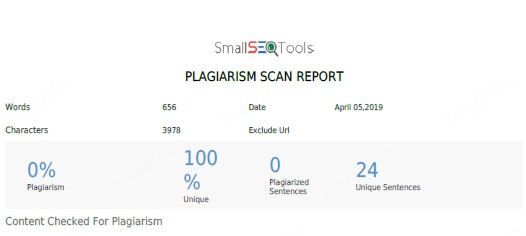 SmallSEOTools
PLAGIARISM SCAN REPORT
Words 656 Date April 05,2019
Characters 3978 Exclude Url
0% 100 % 0 24
Plagiarism Unique Plagiarized Sentences Unique Sentences
Content Checked For Plagiarism